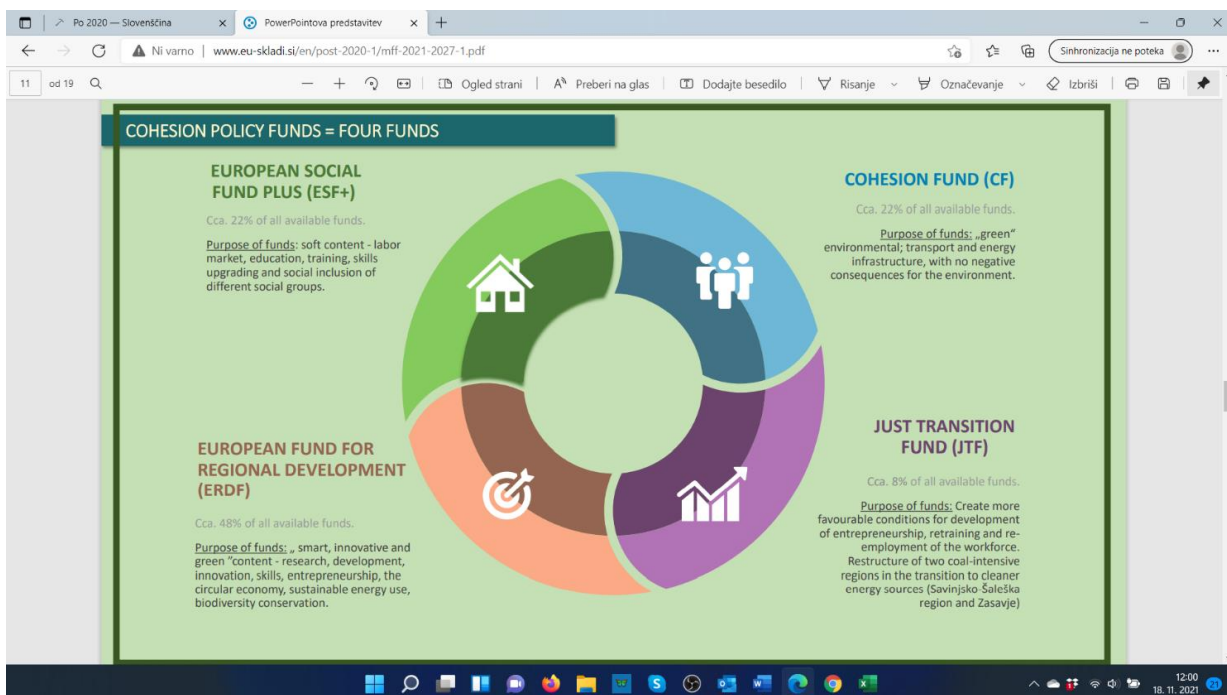 Po 2020 — Slovenščina
PowerPointova predstavitev
Ni varno
www.eu-skladi.si/en/post-2020-1/mff-2021-2027-1.pdf
Sinhronizacija ne poteka
11 od 19
Ogled strani
Preberi na glas
Dodajte besedilo
Risanje
Označevanje
Izbriši
COHESION POLICY FUNDS = FOUR FUNDS
EUROPEAN SOCIAL
FUND PLUS (ESF+)
Cca. 22% of all available funds.
Purpose of funds: soft content - labor
market, education, training, skills
upgrading and social inclusion of
different social groups.
COHESION FUND (CF)
Cca. 22% of all available funds.
Purpose of funds: „green“
environmental; transport and energy
infrastructure, with no negative
consequences for the environment.
EUROPEAN FUND FOR
REGIONAL DEVELOPMENT
(ERDF)
Cca. 48% of all available funds.
Purpose of funds: „ smart, innovative and
green “content - research, development,
innovation, skills, entrepreneurship, the
circular economy, sustainable energy use,
biodiversity conservation.
JUST TRANSITION
FUND (JTF)
Cca. 8% of all available funds.
Purpose of funds: Create more
favourable conditions for development
of entrepreneurship, retraining and re-
employment of the workforce.
Restructure of two coal-intensive
regions in the transition to cleaner
energy sources (Savinjsko-Šaleška
region and Zasavje)
12:00
18. 11. 2021